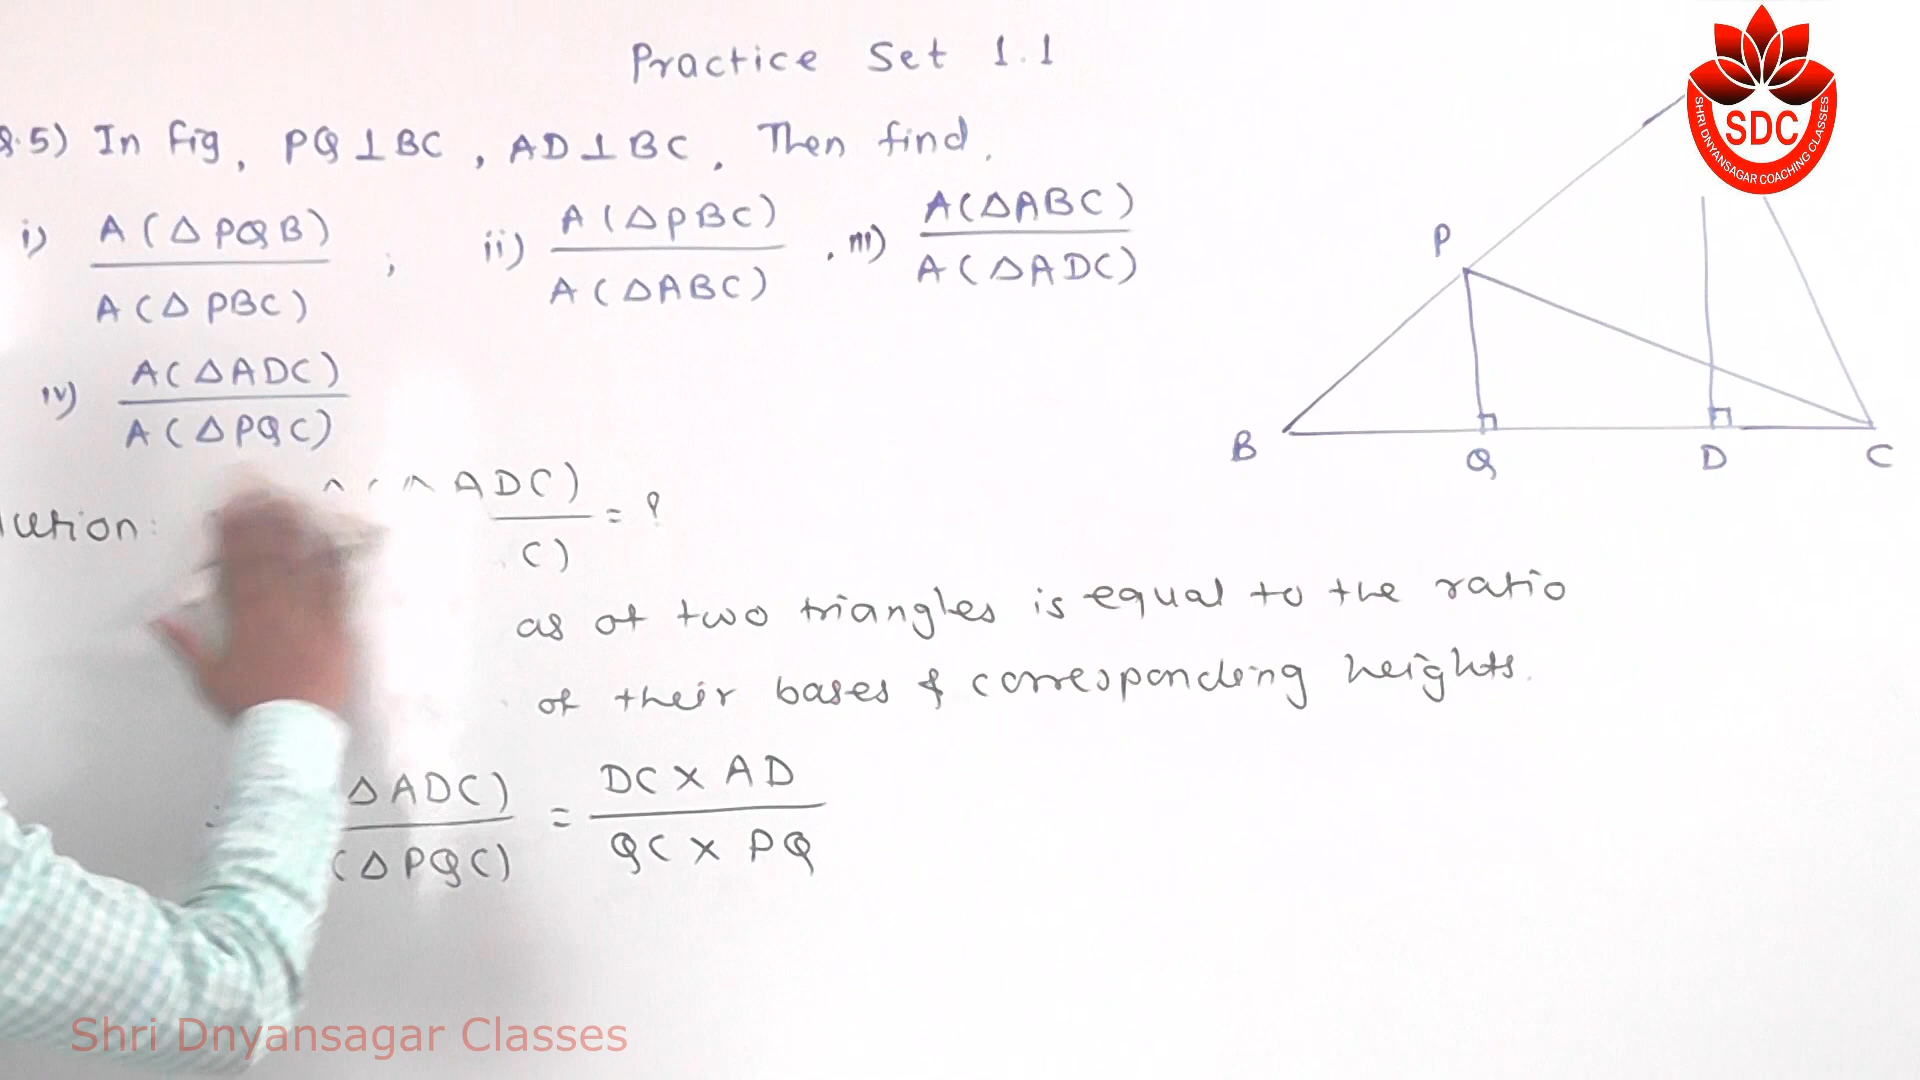 Practice Set 1.1
Q.5) In fig, PQ⊥BC, AD⊥BC. Then find.
i) A(△PQB) / A(△PBC) ; ii) A(△PBC) / A(△ABC) , iii) A(△ABC) / A(△ADC)
iv) A(△ADC) / A(△PQC)
ution: ADC) / C) = ?
as of two triangles is equal to the ratio
of their bases & corresponding heights.
△ADC) / (△PQC) = DC × AD / QC × PQ
P
B
Q
D
C
SDC
SHRI DNYANSAGAR COACHING CLASSES
Shri Dnyansagar Classes